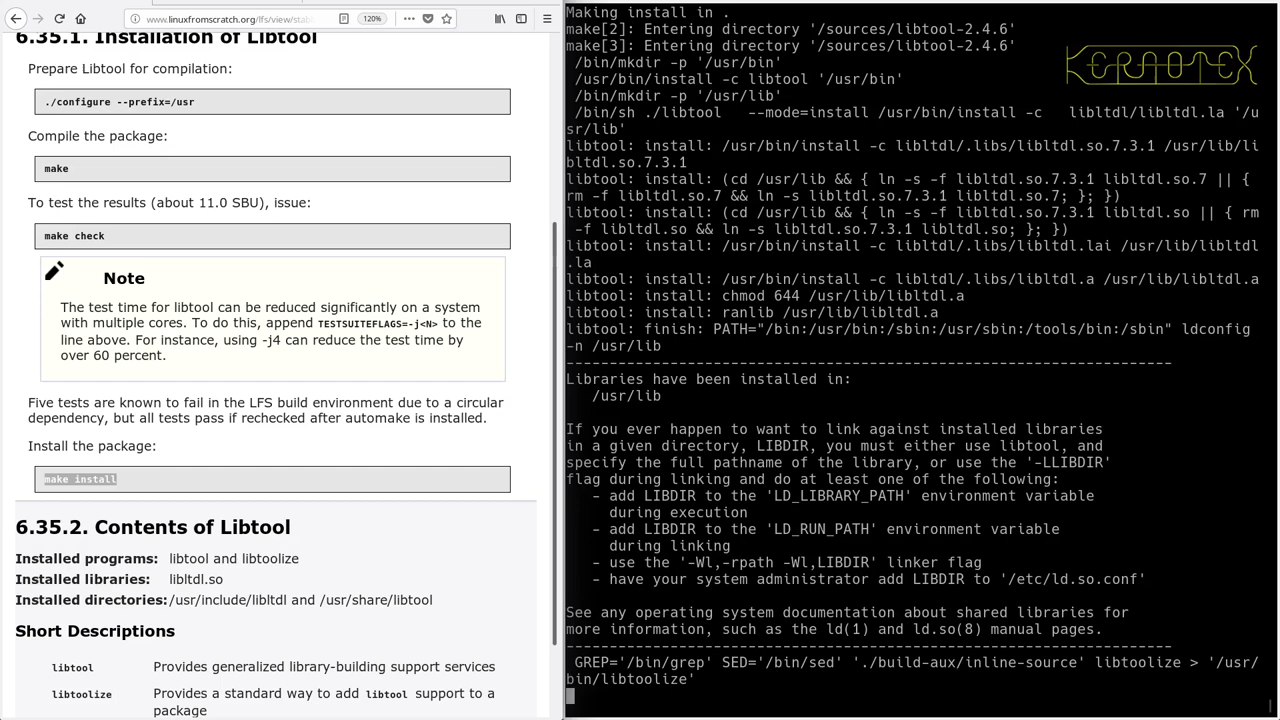 www.linuxfromscratch.org/lfs/view/stab
120%
6.35.1. Installation of Libtool
Prepare Libtool for compilation:
./configure --prefix=/usr
Compile the package:
make
To test the results (about 11.0 SBU), issue:
make check
Note
The test time for libtool can be reduced significantly on a system
with multiple cores. To do this, append TESTSUITEFLAGS=-j<N> to the
line above. For instance, using -j4 can reduce the test time by
over 60 percent.
Five tests are known to fail in the LFS build environment due to a circular
dependency, but all tests pass if rechecked after automake is installed.
Install the package:
make install
6.35.2. Contents of Libtool
Installed programs: libtool and libtoolize
Installed libraries: libltdl.so
Installed directories: /usr/include/libltdl and /usr/share/libtool
Short Descriptions
libtool Provides generalized library-building support services
libtoolize Provides a standard way to add libtool support to a
package
Making install in .
make[2]: Entering directory '/sources/libtool-2.4.6'
make[3]: Entering directory '/sources/libtool-2.4.6'
/bin/mkdir -p '/usr/bin'
/usr/bin/install -c libtool '/usr/bin'
/bin/mkdir -p '/usr/lib'
/bin/sh ./libtool   --mode=install /usr/bin/install -c   libltdl/libltdl.la '/u
sr/lib'
libtool: install: /usr/bin/install -c libltdl/.libs/libltdl.so.7.3.1 /usr/lib/li
bltdl.so.7.3.1
libtool: install: (cd /usr/lib && { ln -s -f libltdl.so.7.3.1 libltdl.so.7 || {
rm -f libltdl.so.7 && ln -s libltdl.so.7.3.1 libltdl.so.7; }; })
libtool: install: (cd /usr/lib && { ln -s -f libltdl.so.7.3.1 libltdl.so || { rm
-f libltdl.so && ln -s libltdl.so.7.3.1 libltdl.so; }; })
libtool: install: /usr/bin/install -c libltdl/.libs/libltdl.lai /usr/lib/libltdl
.la
libtool: install: /usr/bin/install -c libltdl/.libs/libltdl.a /usr/lib/libltdl.a
libtool: install: chmod 644 /usr/lib/libltdl.a
libtool: install: ranlib /usr/lib/libltdl.a
libtool: finish: PATH="/bin:/usr/bin:/sbin:/usr/sbin:/tools/bin:/sbin" ldconfig
-n /usr/lib
----------------------------------------------------------------------
Libraries have been installed in:
/usr/lib
If you ever happen to want to link against installed libraries
in a given directory, LIBDIR, you must either use libtool, and
specify the full pathname of the library, or use the '-LLIBDIR'
flag during linking and do at least one of the following:
- add LIBDIR to the 'LD_LIBRARY_PATH' environment variable
during execution
- add LIBDIR to the 'LD_RUN_PATH' environment variable
during linking
- use the '-Wl,-rpath -Wl,LIBDIR' linker flag
- have your system administrator add LIBDIR to '/etc/ld.so.conf'
See any operating system documentation about shared libraries for
more information, such as the ld(1) and ld.so(8) manual pages.
----------------------------------------------------------------------
GREP='/bin/grep' SED='/bin/sed' './build-aux/inline-source' libtoolize > '/usr/
bin/libtoolize'